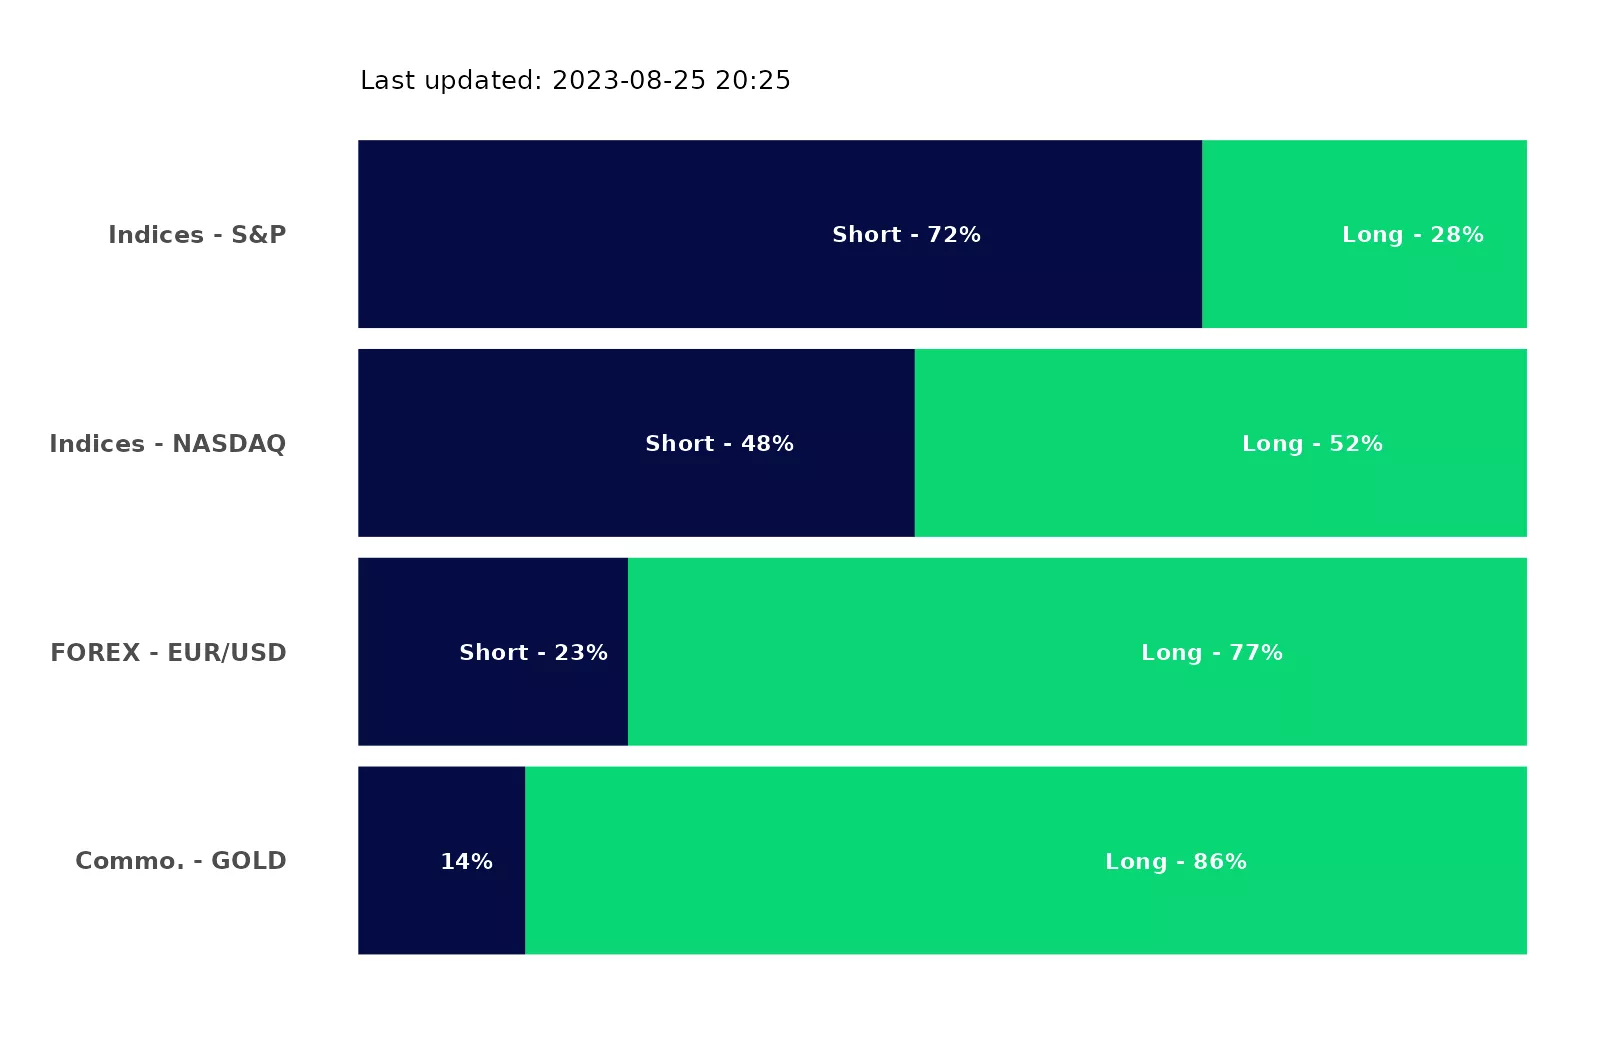 Last updated: 2023-08-25 20:25
Indices - S&P Short - 72% Long - 28%
Indices - NASDAQ Short - 48% Long - 52%
FOREX - EUR/USD Short - 23% Long - 77%
Commo. - GOLD 14% Long - 86%